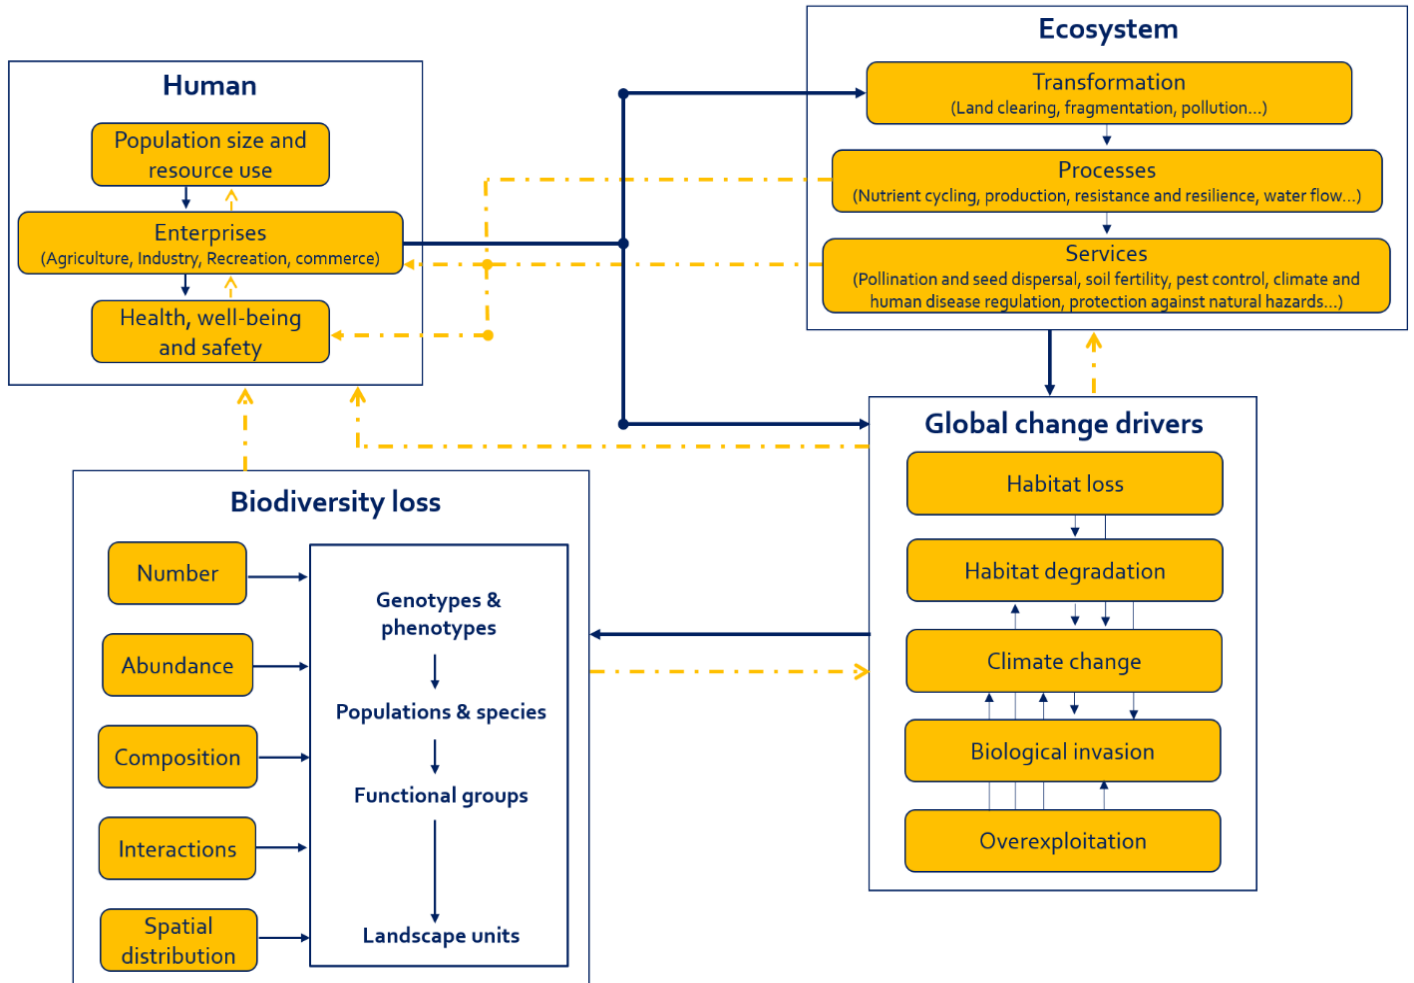 Human
Population size and
resource use
Enterprises
(Agriculture, Industry, Recreation, commerce)
Health, well-being
and safety
Ecosystem
Transformation
(Land clearing, fragmentation, pollution...)
Processes
(Nutrient cycling, production, resistance and resilience, water flow...)
Services
(Pollination and seed dispersal, soil fertility, pest control, climate and
human disease regulation, protection against natural hazards...)
Biodiversity loss
Number
Abundance
Composition
Interactions
Spatial
distribution
Genotypes &
phenotypes
Populations & species
Functional groups
Landscape units
Global change drivers
Habitat loss
Habitat degradation
Climate change
Biological invasion
Overexploitation